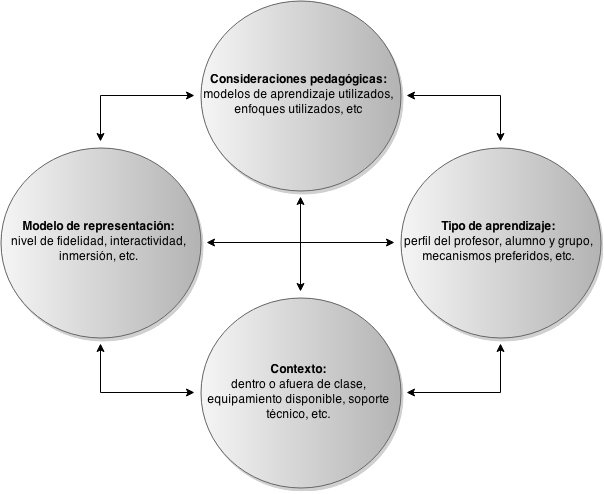 Consideraciones pedagógicas:
modelos de aprendizaje utilizados,
enfoques utilizados, etc
Modelo de representación:
nivel de fidelidad, interactividad,
inmersión, etc.
Tipo de aprendizaje:
perfil del profesor, alumno y grupo,
mecanismos preferidos, etc.
Contexto:
dentro o afuera de clase,
equipamiento disponible, soporte
técnico, etc.